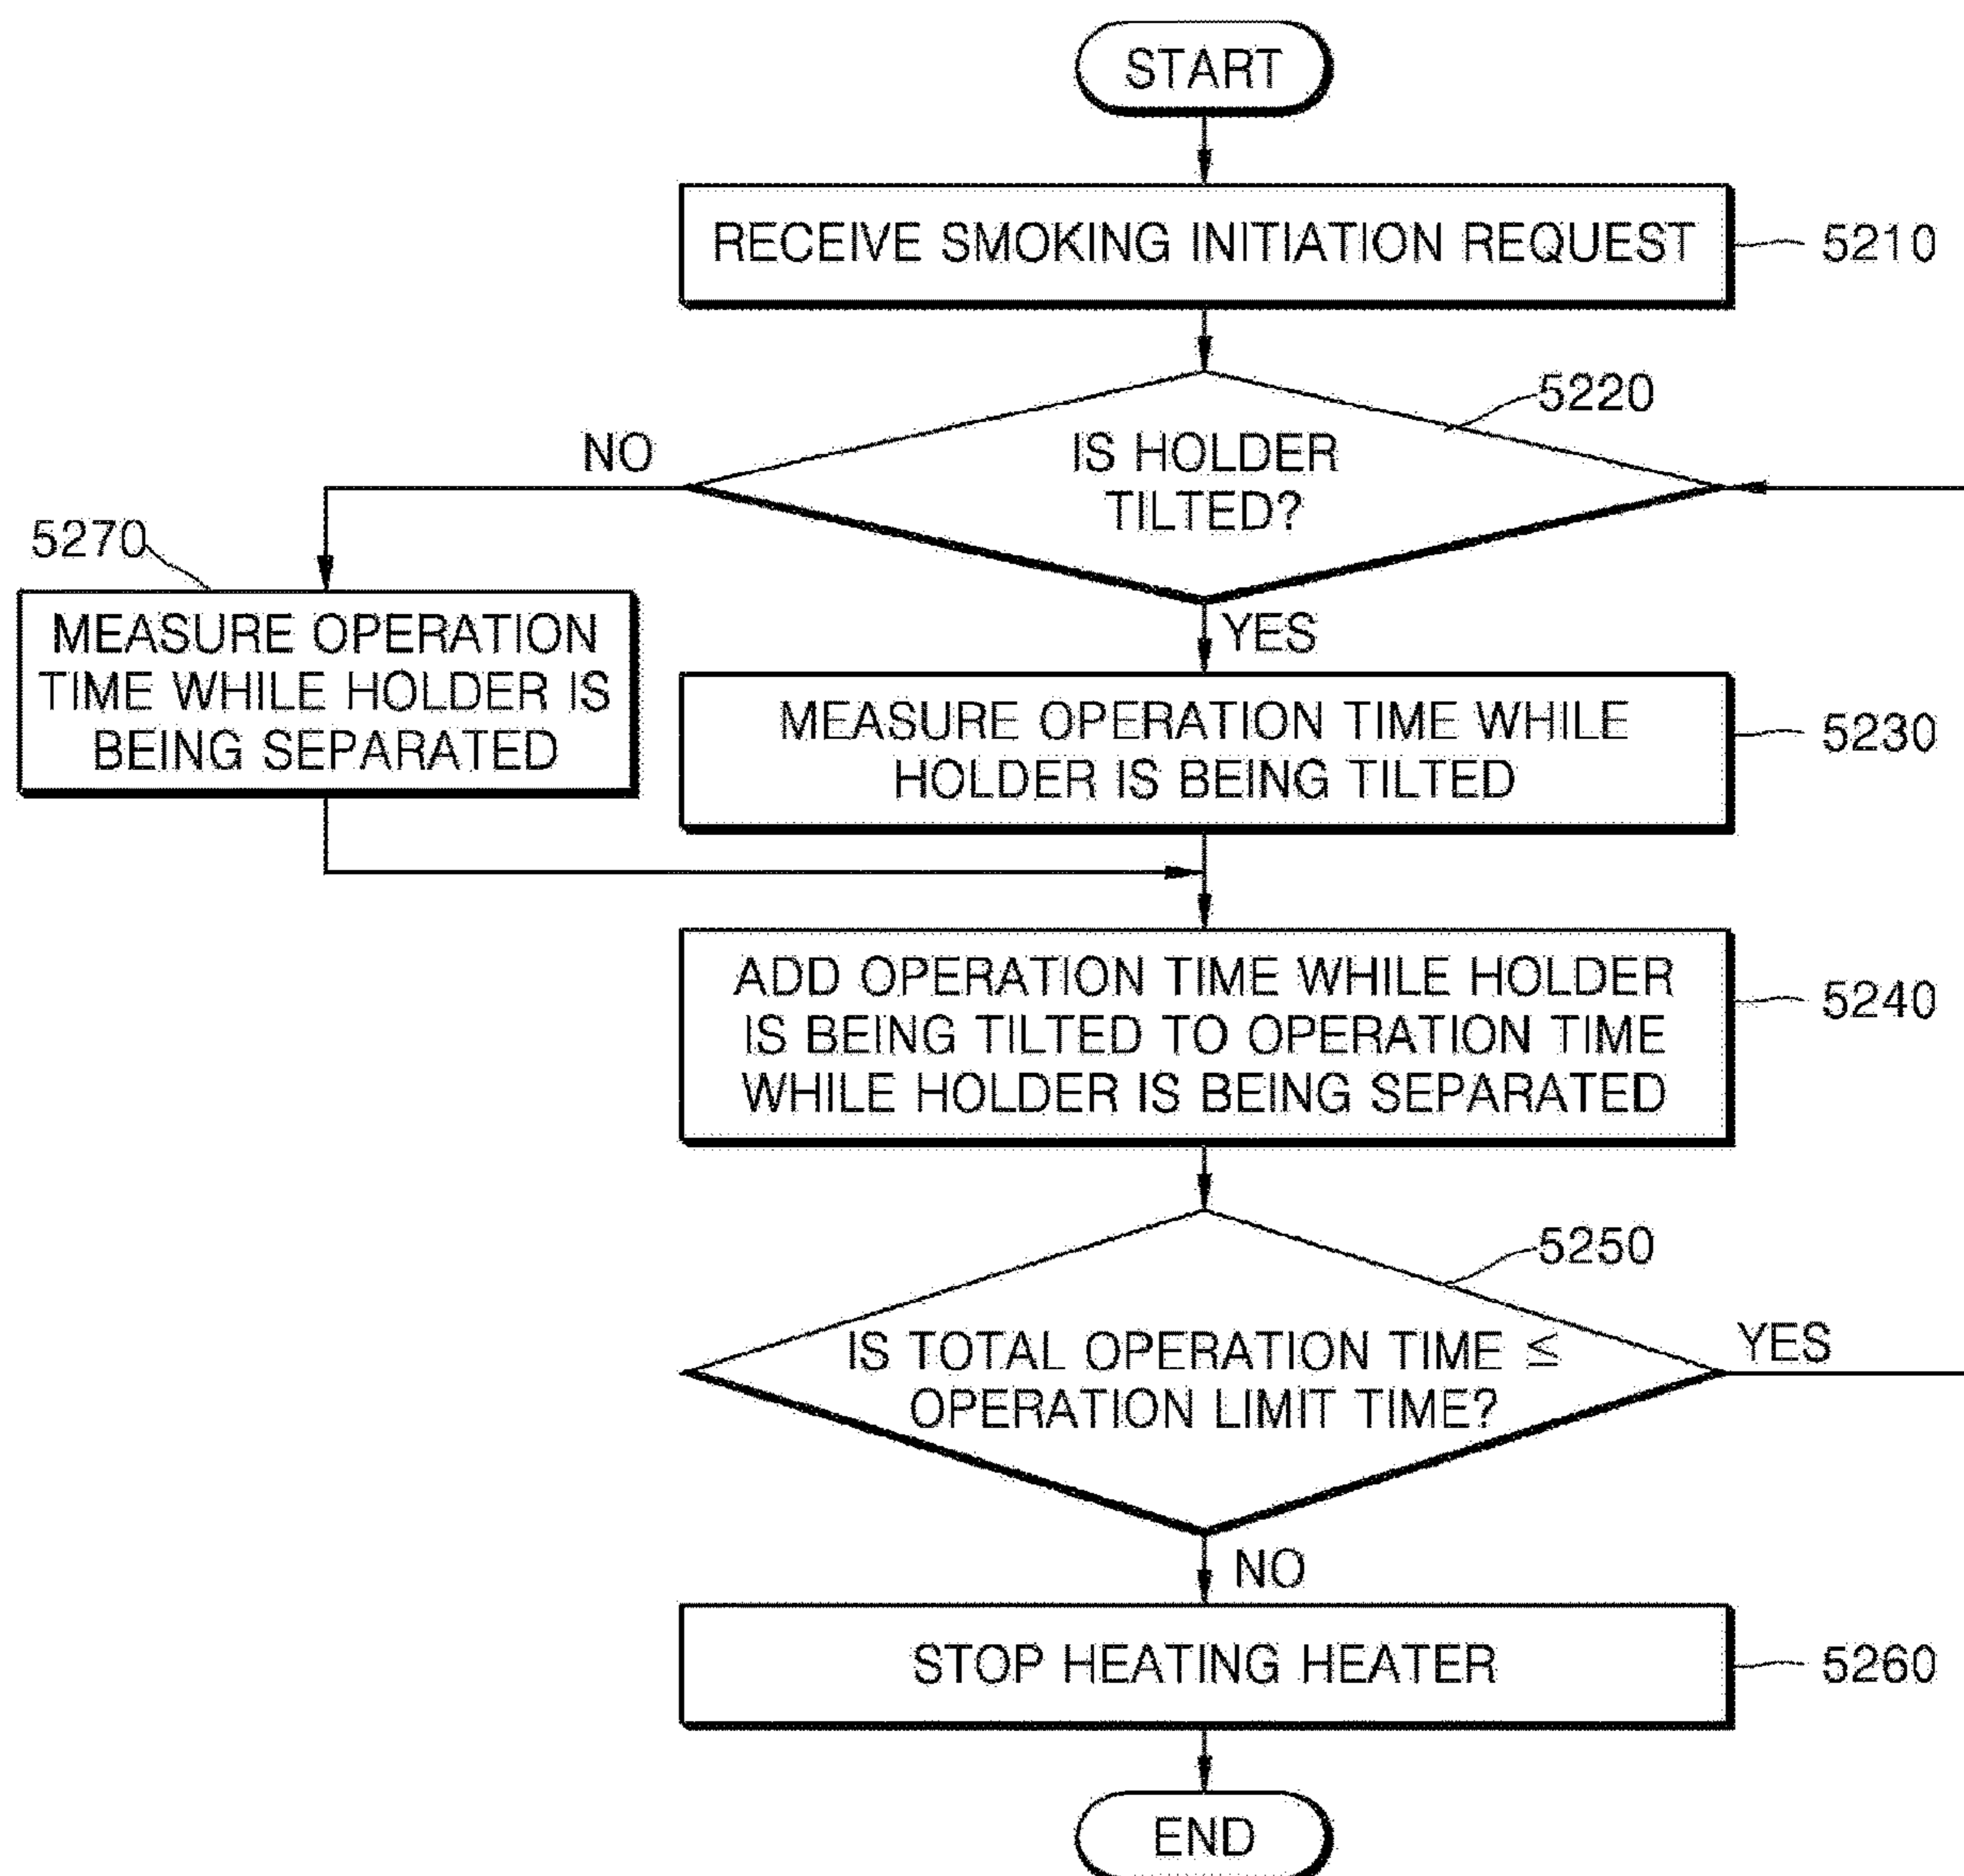 START
RECEIVE SMOKING INITIATION REQUEST
5210
5220
IS HOLDER
TILTED?
NO
YES
5270
MEASURE OPERATION
TIME WHILE HOLDER IS
BEING SEPARATED
MEASURE OPERATION TIME WHILE
HOLDER IS BEING TILTED
5230
ADD OPERATION TIME WHILE HOLDER
IS BEING TILTED TO OPERATION TIME
WHILE HOLDER IS BEING SEPARATED
5240
5250
IS TOTAL OPERATION TIME ≤
OPERATION LIMIT TIME?
YES
NO
STOP HEATING HEATER
5260
END